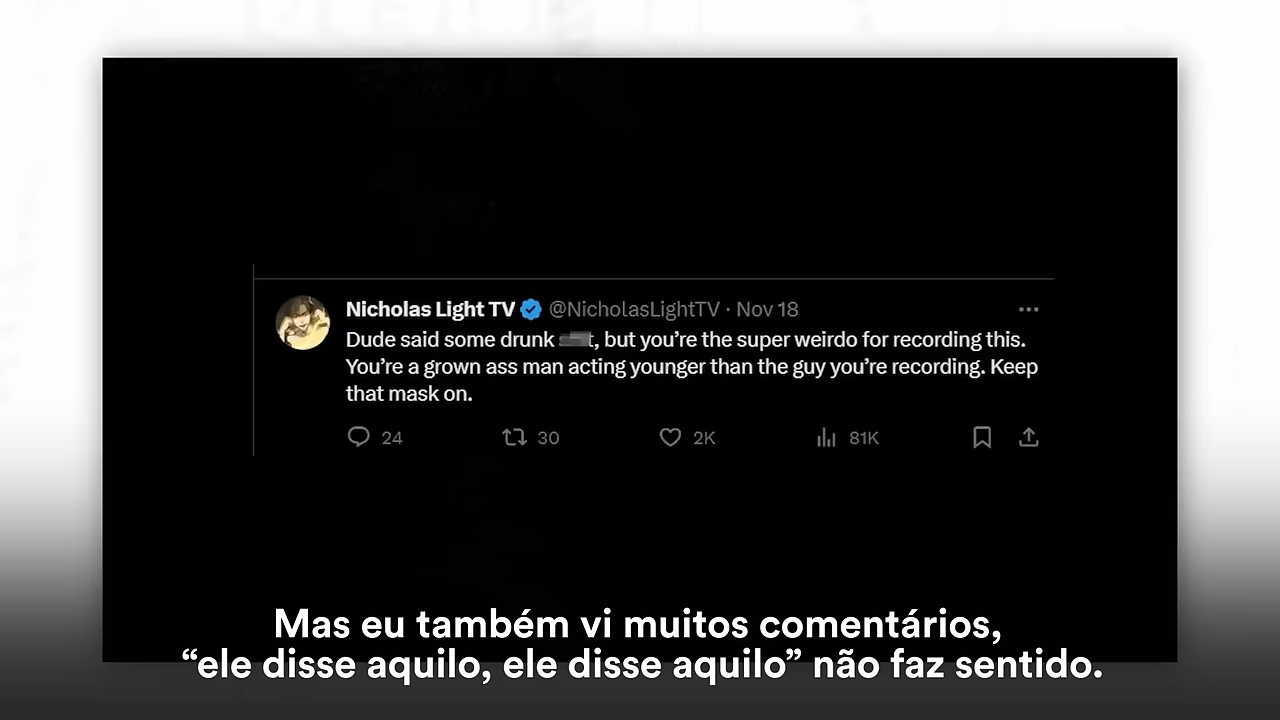 Nicholas Light TV @NicholasLightTV · Nov 18
Dude said some drunk t, but you’re the super weirdo for recording this.
You’re a grown ass man acting younger than the guy you’re recording. Keep
that mask on.
24 30 2K 81K
Mas eu também vi muitos comentários,
“ele disse aquilo, ele disse aquilo” não faz sentido.